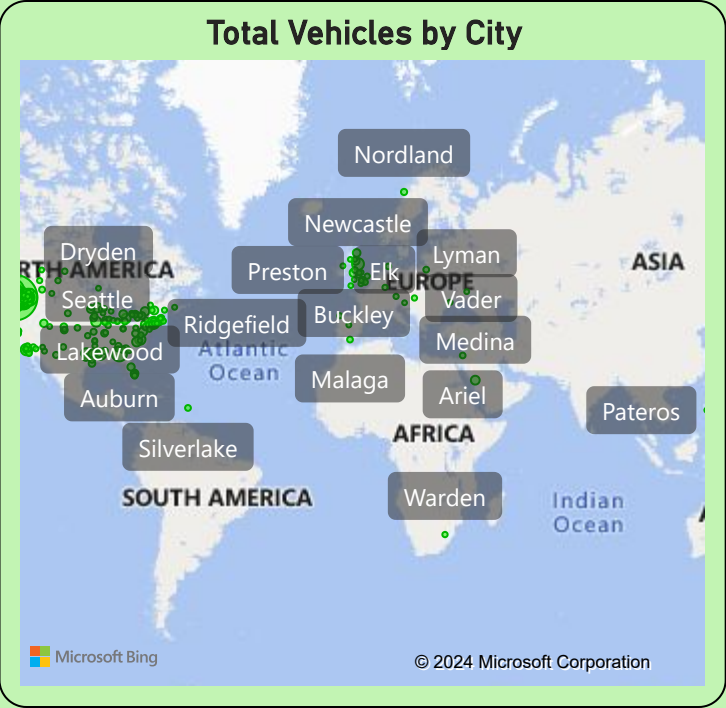 Total Vehicles by City
Nordland
Newcastle
Dryden
Lyman
Preston
Elk
RTH AMERICA
EUROPE
ASIA
Seattle
Vader
Buckley
Ridgefield
Medina
Lakewood
Atlantic
Ocean
Malaga
Auburn
Ariel
Pateros
AFRICA
Silverlake
SOUTH AMERICA
Warden
Indian
Ocean
A
Microsoft Bing
© 2024 Microsoft Corporation